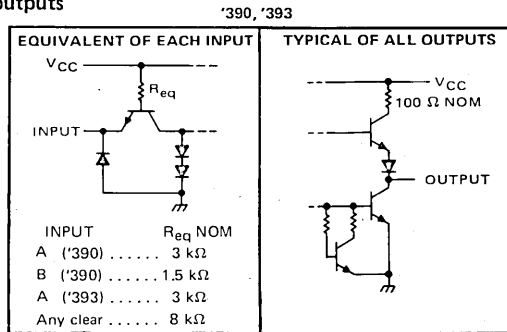 outputs
'390, '393
EQUIVALENT OF EACH INPUT
VCC
Req
INPUT
INPUT Req NOM
A ('390) ...... 3 kΩ
B ('390) ...... 1.5 kΩ
A ('393) ...... 3 kΩ
Any clear ...... 8 kΩ
TYPICAL OF ALL OUTPUTS
VCC
100 Ω NOM
OUTPUT